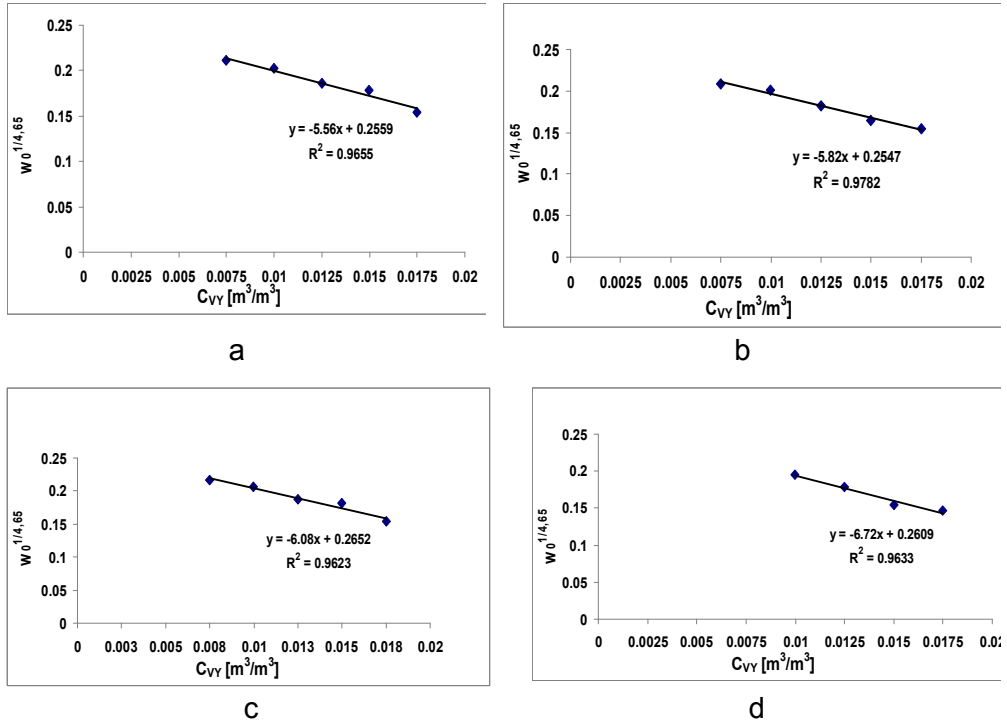 0.25
0.2
0.15
0.1
0.05
0
W0^1/4,65
y = -5.56x + 0.2559
R² = 0.9655
0 0.0025 0.005 0.0075 0.01 0.0125 0.015 0.0175 0.02
CVY [m³/m³]
a
0.25
0.2
0.15
0.1
0.05
0
W0^1/4,65
y = -5.82x + 0.2547
R² = 0.9782
0 0.0025 0.005 0.0075 0.01 0.0125 0.015 0.0175 0.02
CVY [m³/m³]
b
0.25
0.2
0.15
0.1
0.05
0
W0^1/4,65
y = -6.08x + 0.2652
R² = 0.9623
0 0.003 0.005 0.008 0.01 0.013 0.015 0.018 0.02
CVY [m³/m³]
c
0.25
0.2
0.15
0.1
0.05
0
W0^1/4,65
y = -6.72x + 0.2609
R² = 0.9633
0 0.0025 0.005 0.0075 0.01 0.0125 0.015 0.0175 0.02
CVY [m³/m³]
d